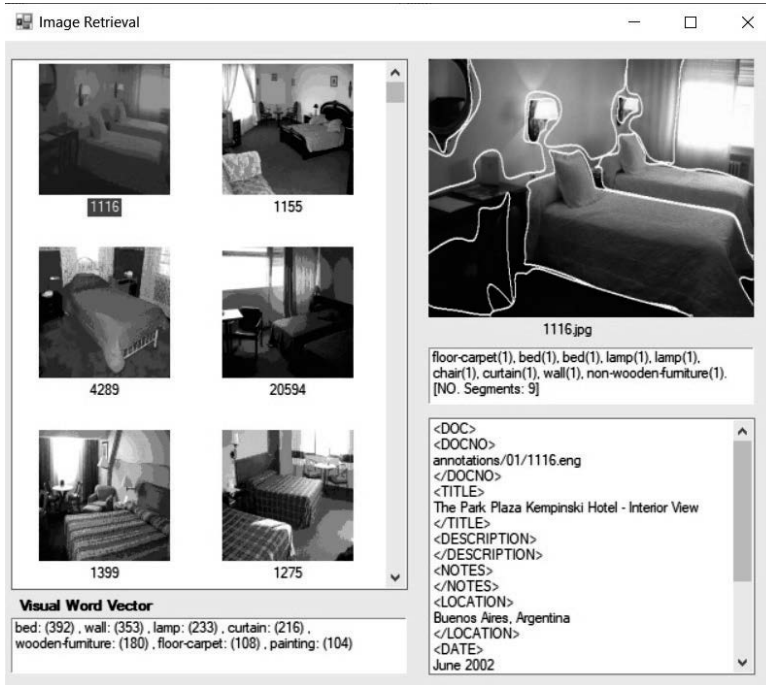 Image Retrieval
1116
1155
4289
20594
1399
1275
Visual Word Vector
bed: (392) , wall: (353) , lamp: (233) , curtain: (216) ,
wooden-furniture: (180) , floor-carpet: (108) , painting: (104)
1116.jpg
floor-carpet(1), bed(1), bed(1), lamp(1), lamp(1),
chair(1), curtain(1), wall(1), non-wooden-furniture(1).
[NO. Segments: 9]
<DOC>
<DOCNO>
annotations/01/1116.eng
</DOCNO>
<TITLE>
The Park Plaza Kempinski Hotel - Interior View
</TITLE>
<DESCRIPTION>
</DESCRIPTION>
<NOTES>
</NOTES>
<LOCATION>
Buenos Aires, Argentina
</LOCATION>
<DATE>
June 2002